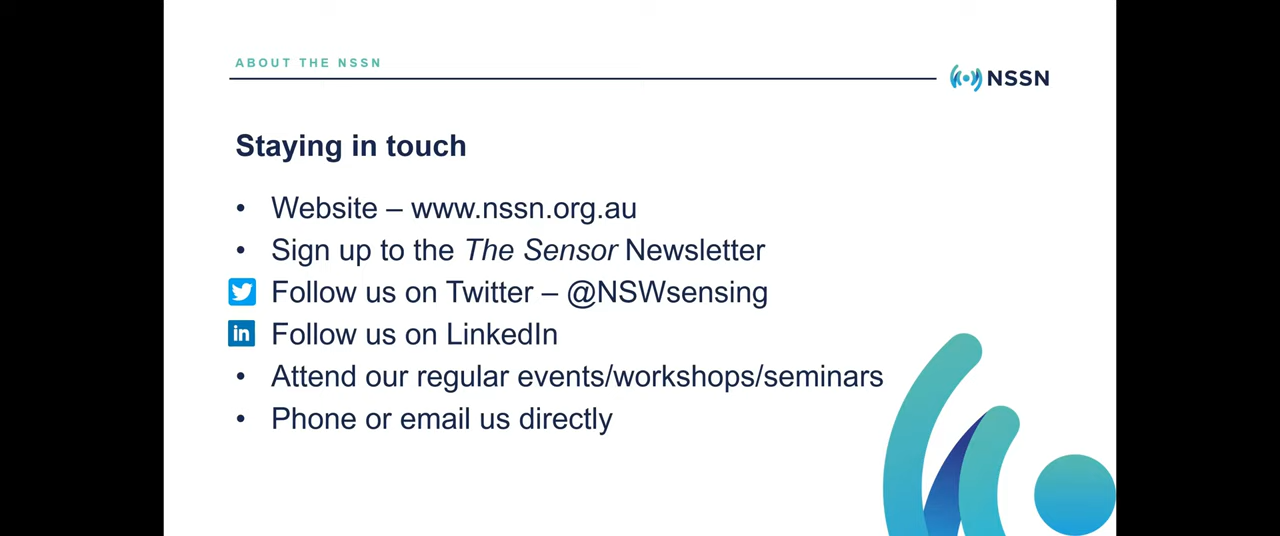 ABOUT THE NSSN
NSSN
Staying in touch
• Website – www.nssn.org.au
• Sign up to the The Sensor Newsletter
Follow us on Twitter – @NSWsensing
in Follow us on LinkedIn
• Attend our regular events/workshops/seminars
• Phone or email us directly